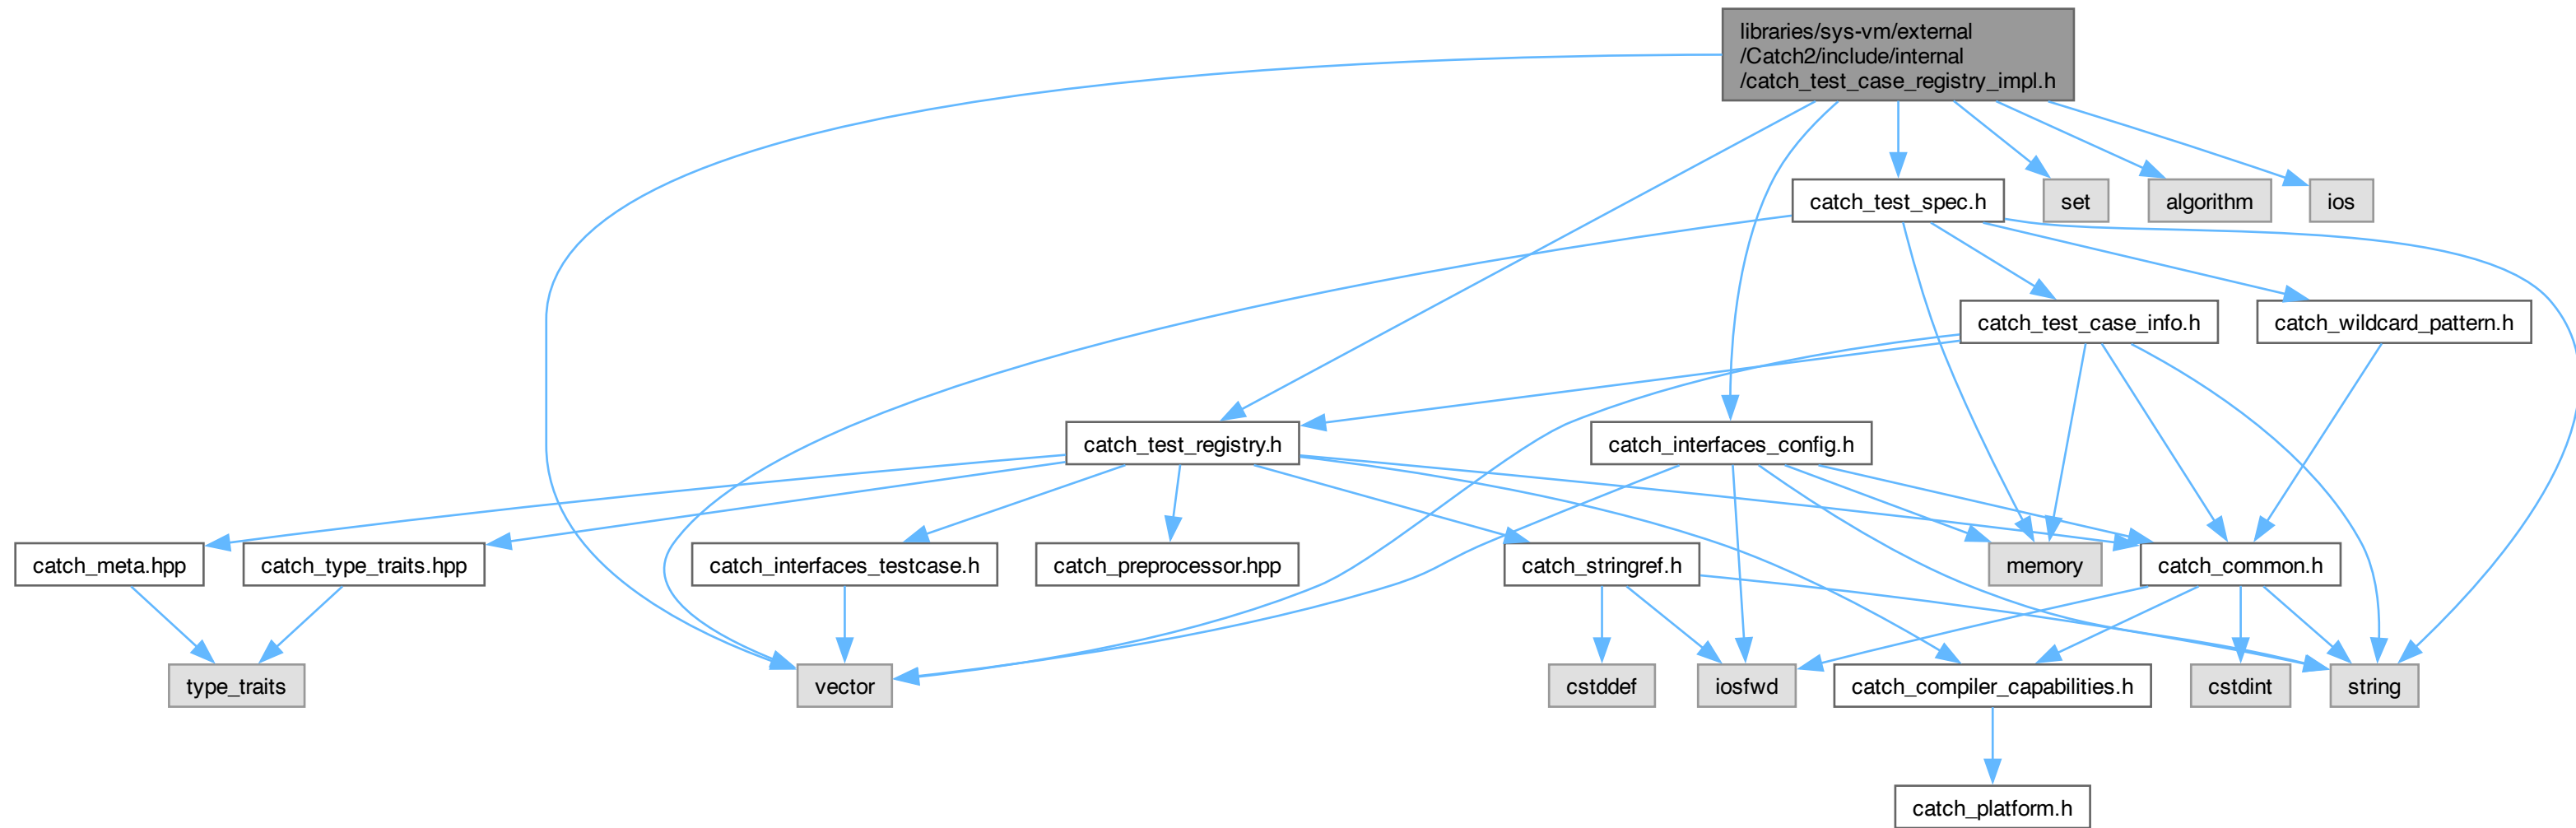 libraries/sys-vm/external
/Catch2/include/internal
/catch_test_case_registry_impl.h
catch_test_spec.h
set
algorithm
ios
catch_test_case_info.h
catch_wildcard_pattern.h
catch_test_registry.h
catch_interfaces_config.h
catch_meta.hpp
catch_type_traits.hpp
catch_interfaces_testcase.h
catch_preprocessor.hpp
catch_stringref.h
memory
catch_common.h
type_traits
vector
cstddef
iosfwd
catch_compiler_capabilities.h
cstdint
string
catch_platform.h